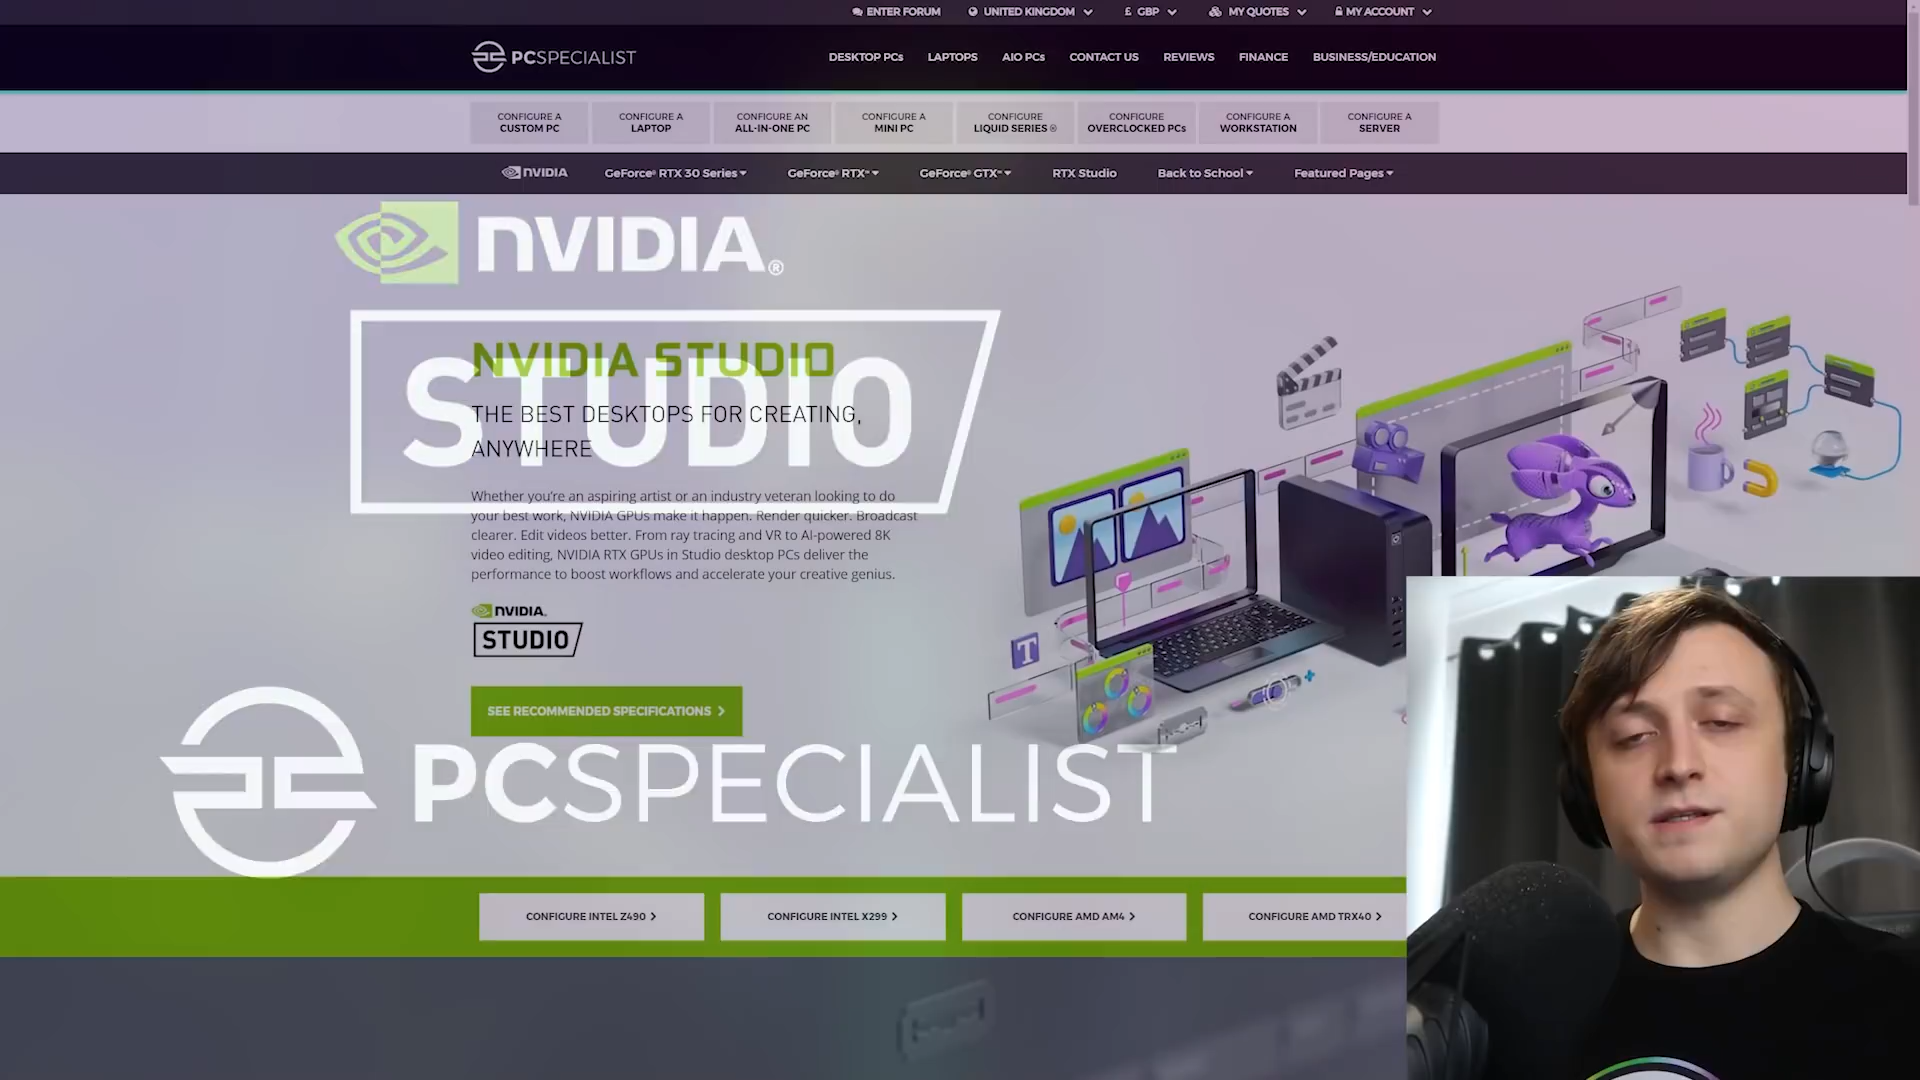 ENTER FORUM
UNITED KINGDOM
£ GBP
MY QUOTES
MY ACCOUNT
PCSPECIALIST
DESKTOP PCs
LAPTOPS
AIO PCs
CONTACT US
REVIEWS
FINANCE
BUSINESS/EDUCATION
CONFIGURE A
CUSTOM PC
CONFIGURE A
LAPTOP
CONFIGURE AN
ALL-IN-ONE PC
CONFIGURE A
MINI PC
CONFIGURE
LIQUID SERIES ®
CONFIGURE
OVERCLOCKED PCs
CONFIGURE A
WORKSTATION
CONFIGURE A
SERVER
NVIDIA
GeForce® RTX 30 Series
GeForce® RTX™
GeForce® GTX™
RTX Studio
Back to School
Featured Pages
NVIDIA®
STUDIO
NVIDIA STUDIO
THE BEST DESKTOPS FOR CREATING,
ANYWHERE
Whether you're an aspiring artist or an industry veteran looking to do
your best work, NVIDIA GPUs make it happen. Render quicker. Broadcast
clearer. Edit videos better. From ray tracing and VR to AI-powered 8K
video editing, NVIDIA RTX GPUs in Studio desktop PCs deliver the
performance to boost workflows and accelerate your creative genius.
T
NVIDIA.
STUDIO
SEE RECOMMENDED SPECIFICATIONS
PCSPECIALIST
CONFIGURE INTEL Z490
CONFIGURE INTEL X299
CONFIGURE AMD AM4
CONFIGURE AMD TRX40